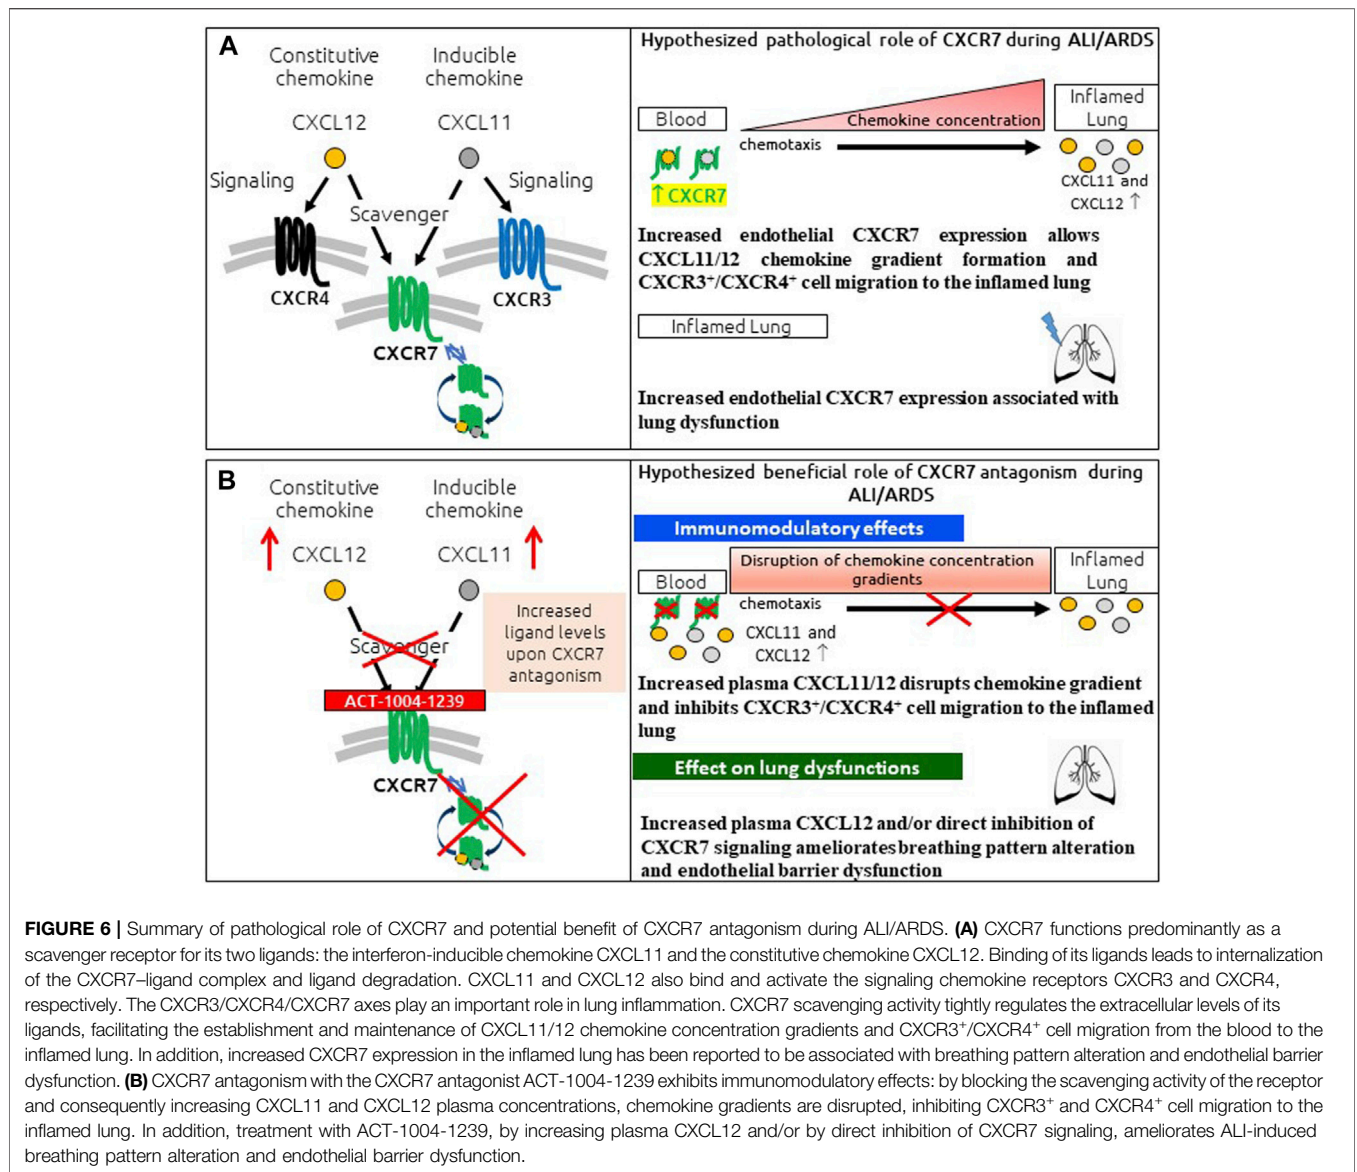 A
Constitutive
chemokine
Inducible
chemokine
CXCL12
CXCL11
Signaling
Signaling
Scavenger
CXCR4
CXCR3
CXCR7
Hypothesized pathological role of CXCR7 during ALI/ARDS
Blood
Chemokine concentration
Inflamed
Lung
chemotaxis
↑CXCR7
CXCL11 and
CXCL12 ↑
Increased endothelial CXCR7 expression allows
CXCL11/12 chemokine gradient formation and
CXCR3⁺/CXCR4⁺ cell migration to the inflamed lung
Inflamed Lung
Increased endothelial CXCR7 expression associated with
lung dysfunction
B
Constitutive
chemokine
Inducible
chemokine
CXCL12
CXCL11
Scavenger
Increased
ligand levels
upon CXCR7
antagonism
ACT-1004-1239
CXCR7
Hypothesized beneficial role of CXCR7 antagonism during
ALI/ARDS
Immunomodulatory effects
Blood
Disruption of chemokine concentration
gradients
Inflamed
Lung
chemotaxis
CXCL11 and
CXCL12 ↑
Increased plasma CXCL11/12 disrupts chemokine gradient
and inhibits CXCR3⁺/CXCR4⁺ cell migration to the inflamed
lung
Effect on lung dysfunctions
Increased plasma CXCL12 and/or direct inhibition of
CXCR7 signaling ameliorates breathing pattern alteration
and endothelial barrier dysfunction
FIGURE 6 | Summary of pathological role of CXCR7 and potential benefit of CXCR7 antagonism during ALI/ARDS. (A) CXCR7 functions predominantly as a
scavenger receptor for its two ligands: the interferon-inducible chemokine CXCL11 and the constitutive chemokine CXCL12. Binding of its ligands leads to internalization
of the CXCR7–ligand complex and ligand degradation. CXCL11 and CXCL12 also bind and activate the signaling chemokine receptors CXCR3 and CXCR4,
respectively. The CXCR3/CXCR4/CXCR7 axes play an important role in lung inflammation. CXCR7 scavenging activity tightly regulates the extracellular levels of its
ligands, facilitating the establishment and maintenance of CXCL11/12 chemokine concentration gradients and CXCR3⁺/CXCR4⁺ cell migration from the blood to the
inflamed lung. In addition, increased CXCR7 expression in the inflamed lung has been reported to be associated with breathing pattern alteration and endothelial barrier
dysfunction. (B) CXCR7 antagonism with the CXCR7 antagonist ACT-1004-1239 exhibits immunomodulatory effects: by blocking the scavenging activity of the receptor
and consequently increasing CXCL11 and CXCL12 plasma concentrations, chemokine gradients are disrupted, inhibiting CXCR3⁺ and CXCR4⁺ cell migration to the
inflamed lung. In addition, treatment with ACT-1004-1239, by increasing plasma CXCL12 and/or by direct inhibition of CXCR7 signaling, ameliorates ALI-induced
breathing pattern alteration and endothelial barrier dysfunction.